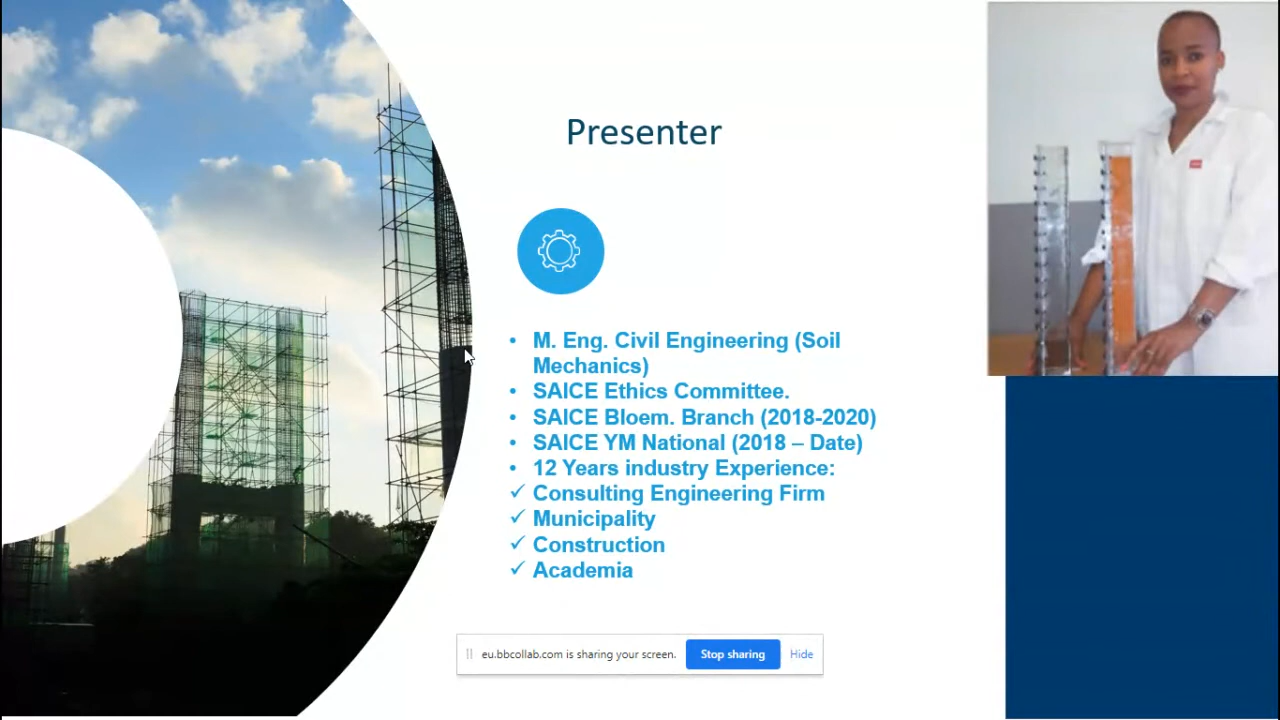 Presenter
• M. Eng. Civil Engineering (Soil
Mechanics)
• SAICE Ethics Committee.
• SAICE Bloem. Branch (2018-2020)
• SAICE YM National (2018 – Date)
• 12 Years industry Experience:
✓ Consulting Engineering Firm
✓ Municipality
✓ Construction
✓ Academia
eu.bbcollab.com is sharing your screen. Stop sharing Hide